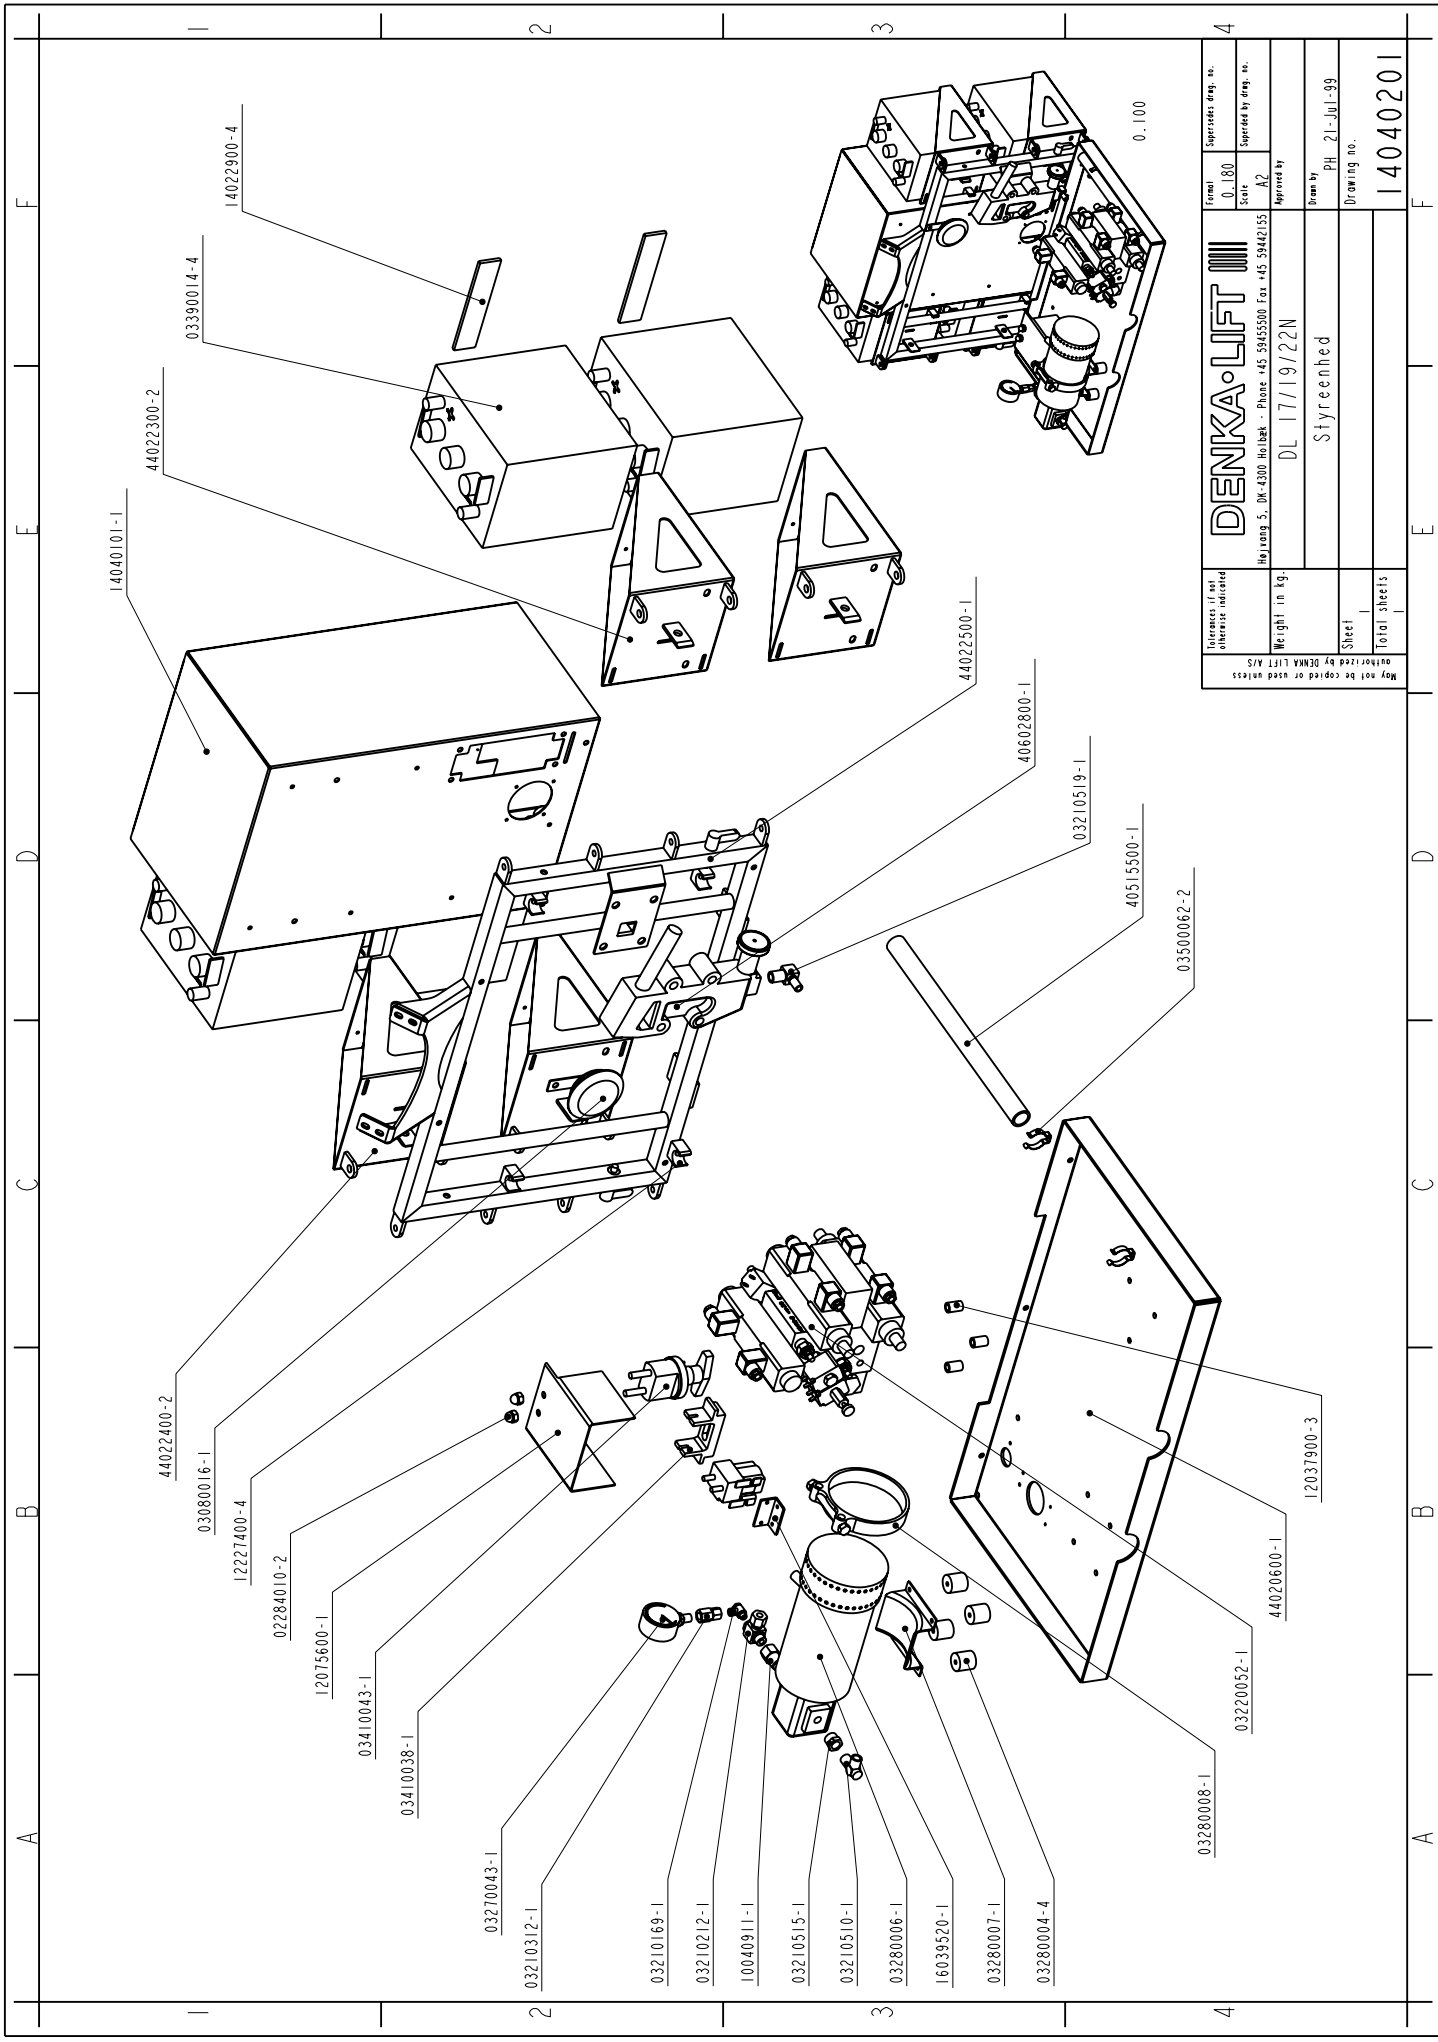 1
2
3
4
F
E
D
C
B
A
14022900-4
03390014-4
44022300-2
14040101-1
44022500-1
40602800-1
03210519-1
40515500-1
03500062-2
44022400-2
03080016-1
12227400-4
02284010-2
12075600-1
03410043-1
03410038-1
03270043-1
03210312-1
03210169-1
03210212-1
10040911-1
03210515-1
03210510-1
03280006-1
16039520-1
03280007-1
03280004-4
03280008-1
03220052-1
44020600-1
12037900-3
0.100
Tolerances if not
otherwise indicated
DENKA•LIFT
Højvang 5, DK-4300 Holbæk - Phone +45 59455500 Fax +45 59442155
Format
0.180
Supersedes drwg. no.
Scale
A2
Superded by drwg. no.
Weight in kg.
DL 17/19/22N
Approved by
Styreenhed
Drawn by
PH 21-Jul-99
Sheet
1
Drawing no.
14040201
Total sheets
1
May not be copied or used unless
authorized by DENKA LIFT A/S
1
2
3
4
F
E
D
C
B
A